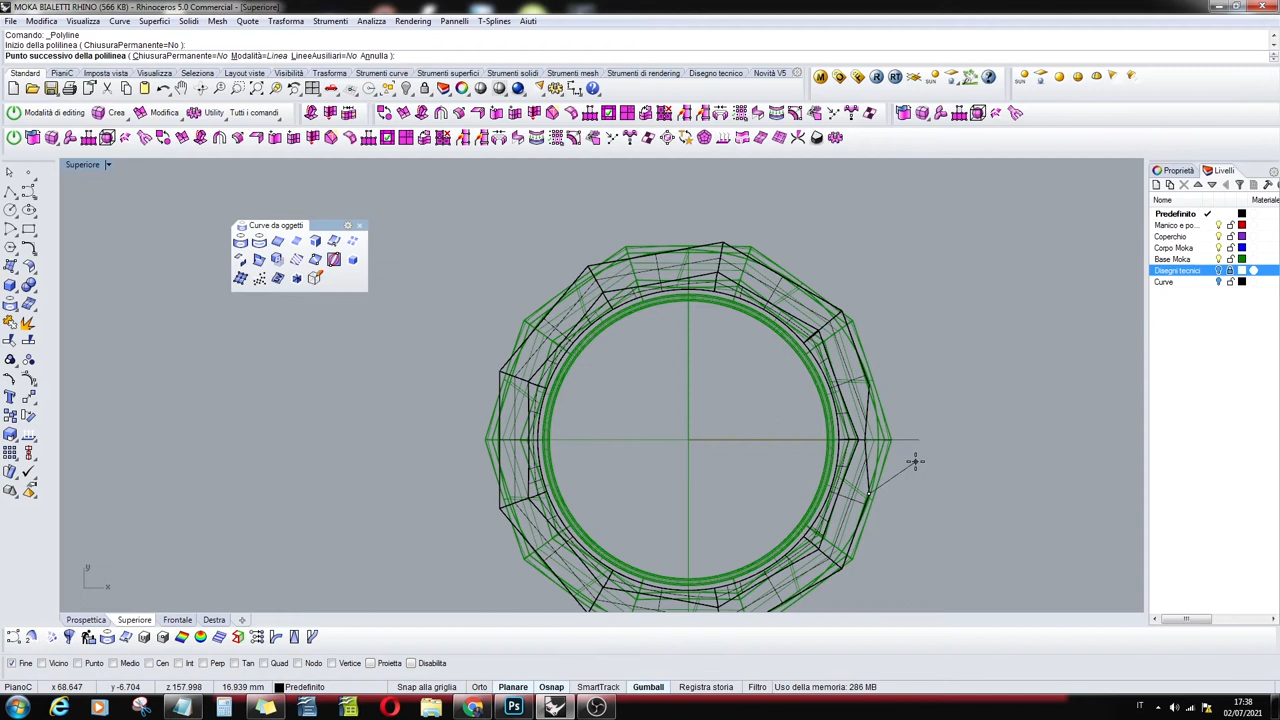 MOKA BIALETTI RHINO (566 KB) - Rhinoceros 5.0 Commercial - [Superiore]
File Modifica Visualizza Curve Superfici Solidi Mesh Quote Trasforma Strumenti Analizza Rendering Pannelli T-Splines Aiuti
Comando: _Polyline
Inizio della polilinea ( ChiusuraPermanente=No ):
Punto successivo della polilinea ( ChiusuraPermanente=No Modalità=Linea LineeAusiliari=No Annulla ):
Standard PianiC Imposta vista Visualizza Seleziona Layout viste Visibilità Trasforma Strumenti curve Strumenti superfici Strumenti solidi Strumenti mesh Strumenti di rendering Disegno tecnico Novità V5
Modalità di editing Crea Modifica Utility Tutti i comandi
Superiore
Proprietà Livelli
Nome Materiale
Predefinito
Manico e po...
Coperchio
Corpo Moka
Base Moka
Disegni tecnici
Curve
Curve da oggetti
y
x
Prospettica Superiore Frontale Destra
Fine Vicino Punto Medio Cen Int Perp Tan Quad Nodo Vertice Proietta Disabilita
PianoC x 68.647 y -6.704 z 157.998 16.939 mm Predefinito Snap alla griglia Orto Planare Osnap SmartTrack Gumball Registra storia Filtro Uso della memoria: 286 MB
IT 17:38
02/07/2021